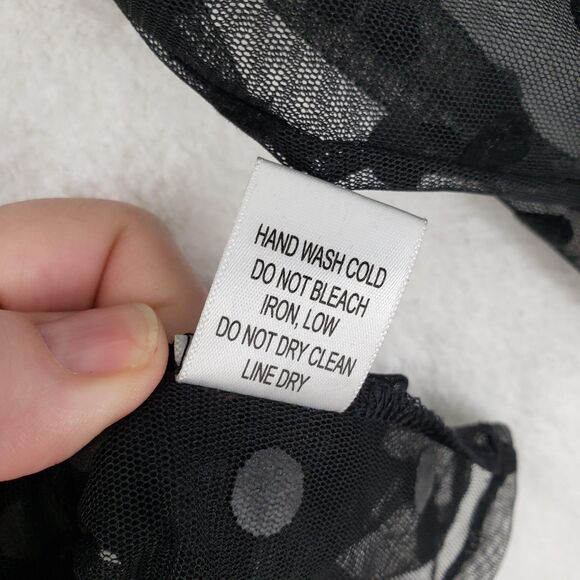 HAND WASH COLD
DO NOT BLEACH
IRON, LOW
DO NOT DRY CLEAN
LINE DRY